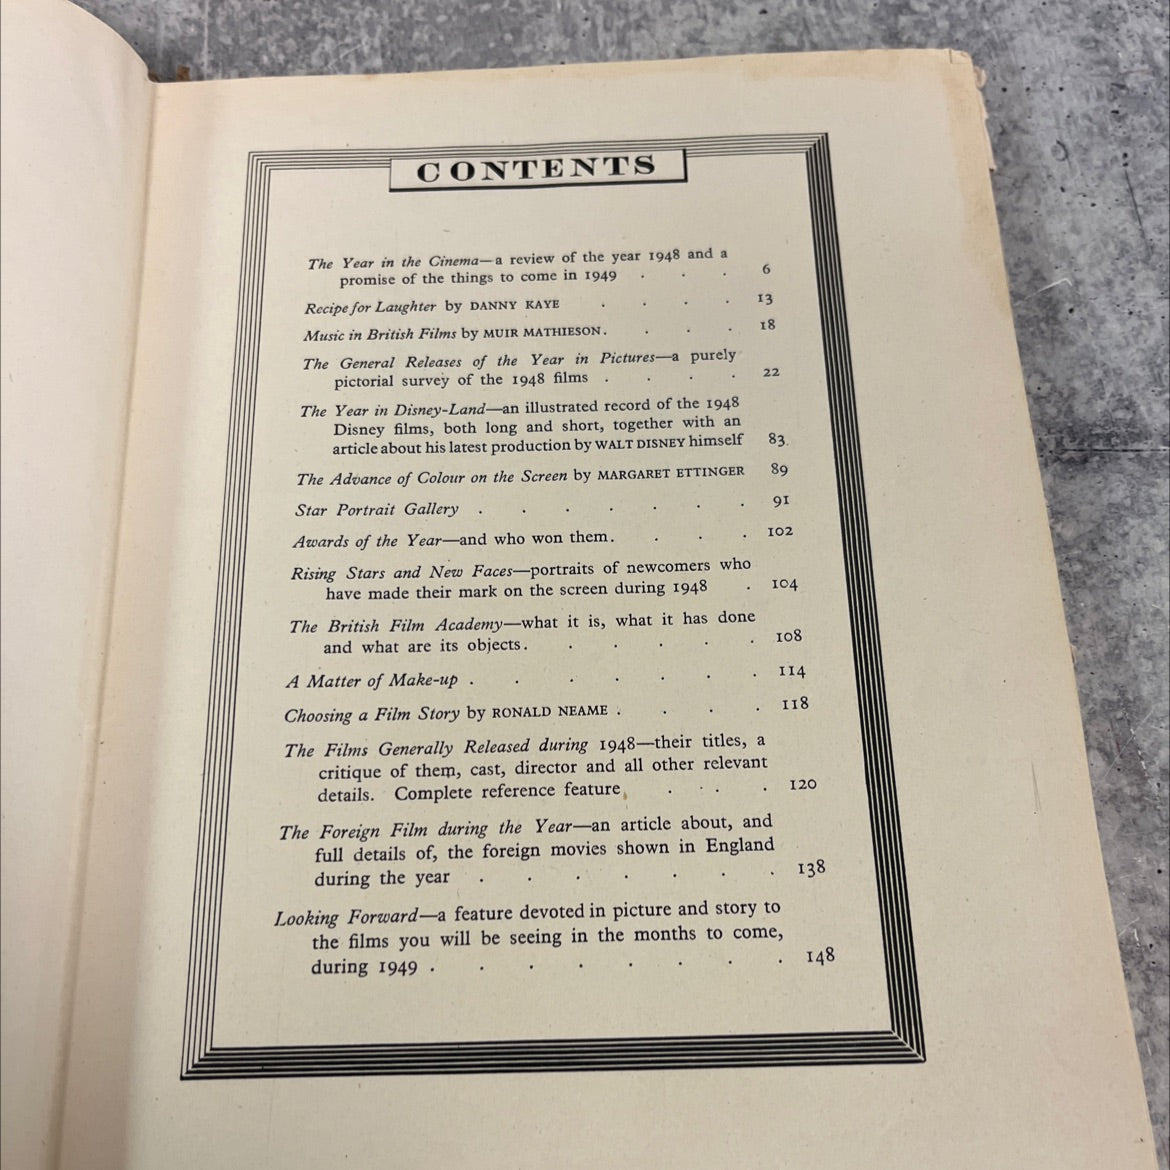 CONTENTS
The Year in the Cinema—a review of the year 1948 and a
promise of the things to come in 1949 . . . 6
Recipe for Laughter by DANNY KAYE . . . . 13
Music in British Films by MUIR MATHIESON . . . . 18
The General Releases of the Year in Pictures—a purely
pictorial survey of the 1948 films . . . . 22
The Year in Disney-Land—an illustrated record of the 1948
Disney films, both long and short, together with an
article about his latest production by WALT DISNEY himself 83
The Advance of Colour on the Screen by MARGARET ETTINGER 89
Star Portrait Gallery . . . . . . . 91
Awards of the Year—and who won them . . . . 102
Rising Stars and New Faces—portraits of newcomers who
have made their mark on the screen during 1948 . 104
The British Film Academy—what it is, what it has done
and what are its objects . . . . . . 108
A Matter of Make-up . . . . . . . 114
Choosing a Film Story by RONALD NEAME . . . . 118
The Films Generally Released during 1948—their titles, a
critique of them, cast, director and all other relevant
details. Complete reference feature . . . 120
The Foreign Film during the Year—an article about, and
full details of, the foreign movies shown in England
during the year . . . . . . . 138
Looking Forward—a feature devoted in picture and story to
the films you will be seeing in the months to come,
during 1949 . . . . . . . . 148